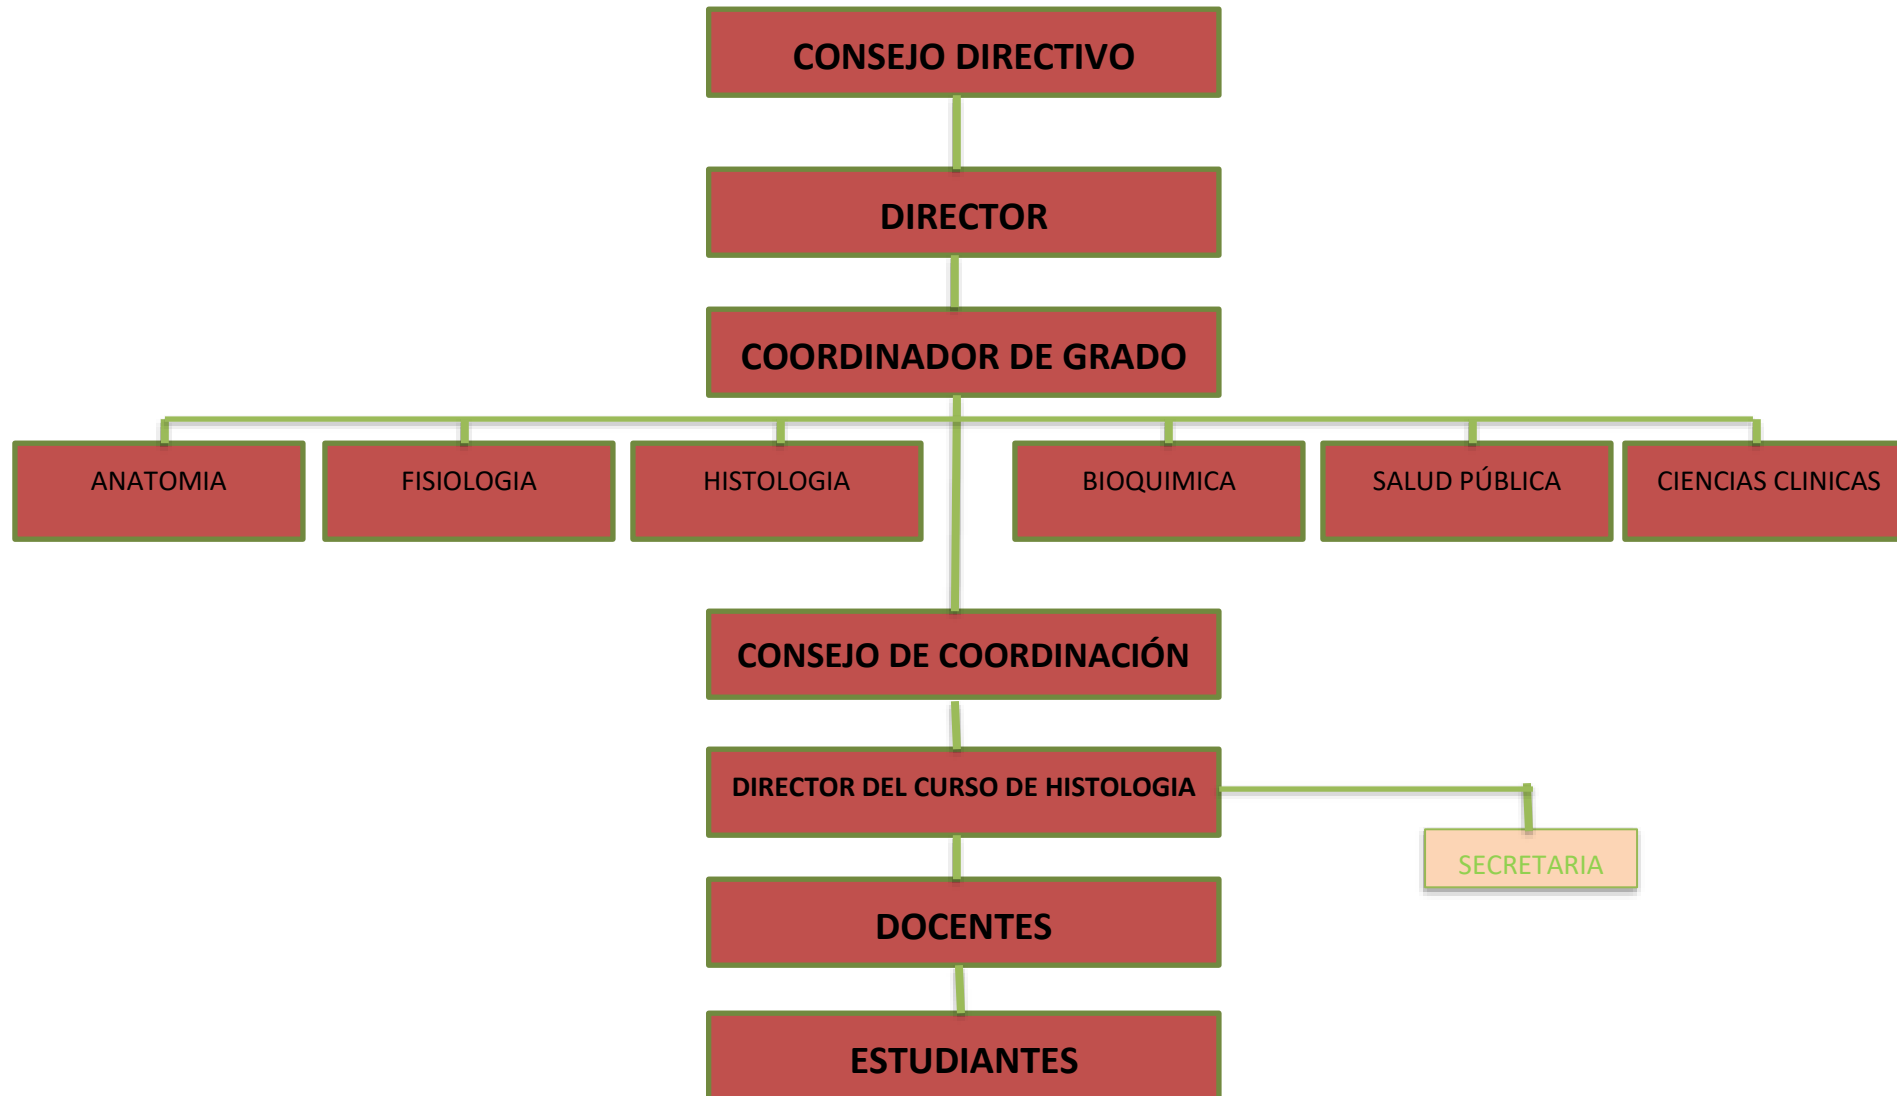 CONSEJO DIRECTIVO
DIRECTOR
COORDINADOR DE GRADO
ANATOMIA
FISIOLOGIA
HISTOLOGIA
BIOQUIMICA
SALUD PÚBLICA
CIENCIAS CLINICAS
CONSEJO DE COORDINACIÓN
DIRECTOR DEL CURSO DE HISTOLOGIA
SECRETARIA
DOCENTES
ESTUDIANTES